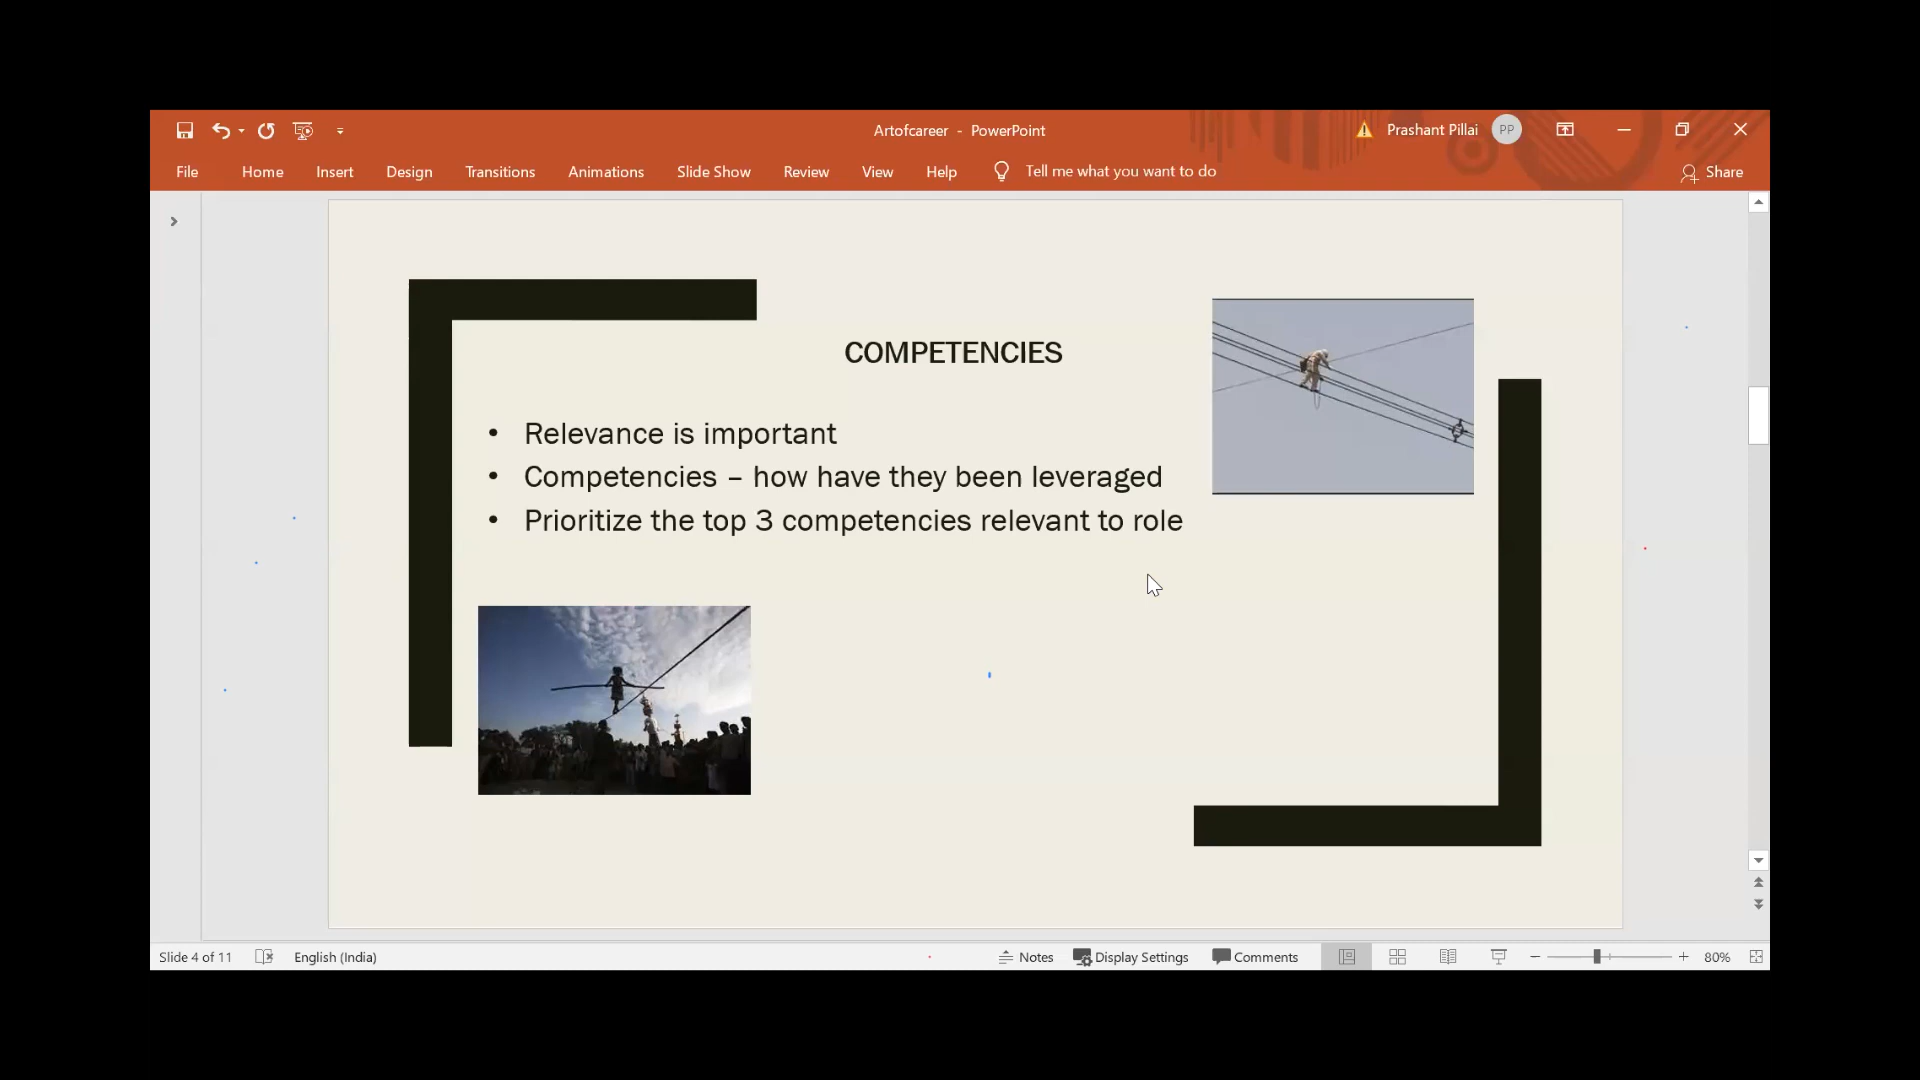 Artofcareer - PowerPoint
Prashant Pillai PP
File Home Insert Design Transitions Animations Slide Show Review View Help Tell me what you want to do Share
COMPETENCIES
• Relevance is important
• Competencies – how have they been leveraged
• Prioritize the top 3 competencies relevant to role
Slide 4 of 11 English (India) Notes Display Settings Comments 80%